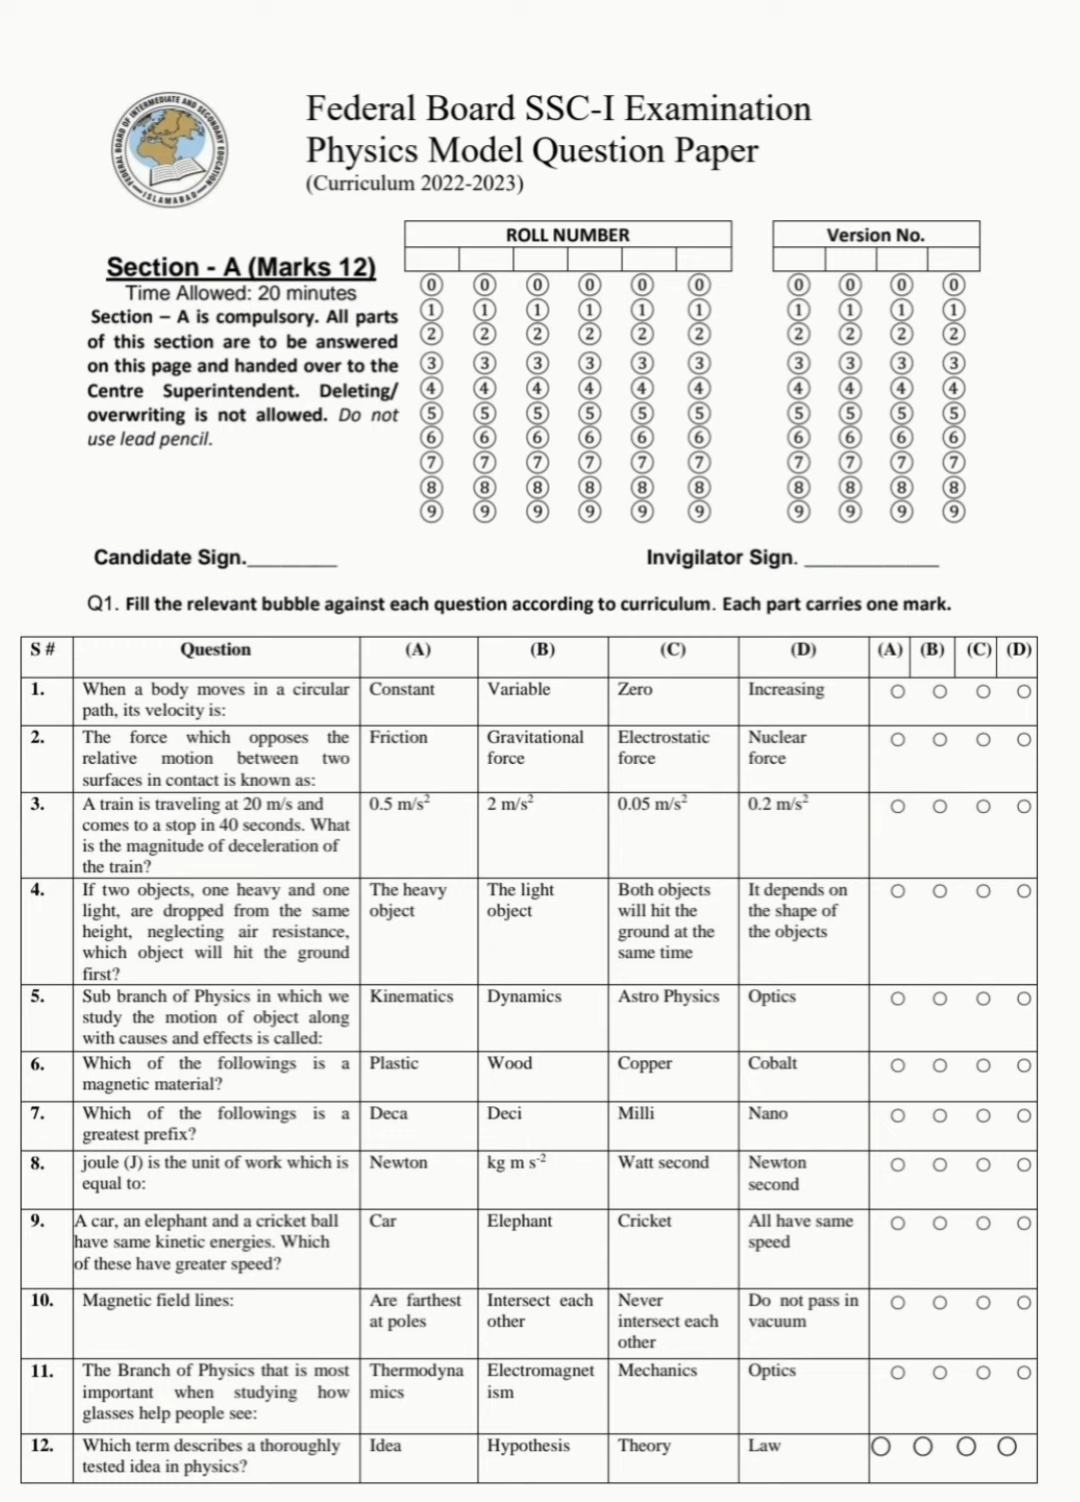 FEDERAL BOARD OF INTERMEDIATE AND SECONDARY EDUCATION
ISLAMABAD
Federal Board SSC-I Examination
Physics Model Question Paper
(Curriculum 2022-2023)
ROLL NUMBER
Version No.
Section - A (Marks 12)
Time Allowed: 20 minutes
Section – A is compulsory. All parts
of this section are to be answered
on this page and handed over to the
Centre Superintendent. Deleting/
overwriting is not allowed. Do not
use lead pencil.
0 0 0 0 0 0 0 0 0 0
1 1 1 1 1 1 1 1 1 1
2 2 2 2 2 2 2 2 2 2
3 3 3 3 3 3 3 3 3 3
4 4 4 4 4 4 4 4 4 4
5 5 5 5 5 5 5 5 5 5
6 6 6 6 6 6 6 6 6 6
7 7 7 7 7 7 7 7 7 7
8 8 8 8 8 8 8 8 8 8
9 9 9 9 9 9 9 9 9 9
Candidate Sign.________
Invigilator Sign. ____________
Q1. Fill the relevant bubble against each question according to curriculum. Each part carries one mark.
S # Question (A) (B) (C) (D) (A) (B) (C) (D)
1. When a body moves in a circular Constant Variable Zero Increasing
path, its velocity is:
2. The force which opposes the Friction Gravitational Electrostatic Nuclear
relative motion between two force force force
surfaces in contact is known as:
3. A train is traveling at 20 m/s and 0.5 m/s² 2 m/s² 0.05 m/s² 0.2 m/s²
comes to a stop in 40 seconds. What
is the magnitude of deceleration of
the train?
4. If two objects, one heavy and one The heavy The light Both objects It depends on
light, are dropped from the same object object will hit the the shape of
height, neglecting air resistance, ground at the the objects
which object will hit the ground same time
first?
5. Sub branch of Physics in which we Kinematics Dynamics Astro Physics Optics
study the motion of object along
with causes and effects is called:
6. Which of the followings is a Plastic Wood Copper Cobalt
magnetic material?
7. Which of the followings is a Deca Deci Milli Nano
greatest prefix?
8. joule (J) is the unit of work which is Newton kg m s⁻² Watt second Newton
equal to: second
9. A car, an elephant and a cricket ball Car Elephant Cricket All have same
have same kinetic energies. Which speed
of these have greater speed?
10. Magnetic field lines: Are farthest Intersect each Never Do not pass in
at poles other intersect each vacuum
other
11. The Branch of Physics that is most Thermodyna Electromagnet Mechanics Optics
important when studying how mics ism
glasses help people see:
12. Which term describes a thoroughly Idea Hypothesis Theory Law
tested idea in physics?